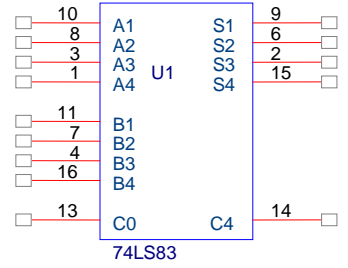 10 A1 S1 9
8 A2 S2 6
3 A3 S3 2
1 A4 S4 15
U1
11 B1
7 B2
4 B3
16 B4
13 C0 C4 14
74LS83